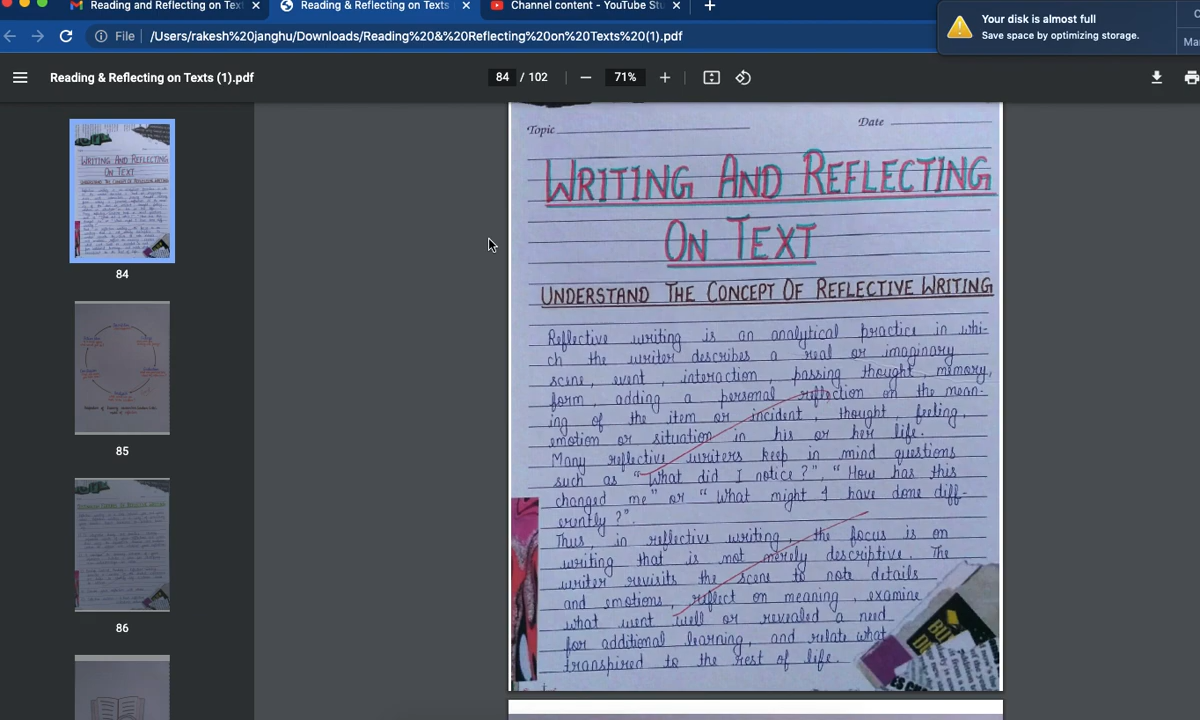 Reading and Reflecting on Tex
Reading & Reflecting on Texts
Channel content - YouTube Stu
Your disk is almost full
Save space by optimizing storage.
File
/Users/rakesh%20janghu/Downloads/Reading%20&%20Reflecting%20on%20Texts%20(1).pdf
Mar
Reading & Reflecting on Texts (1).pdf
84 / 102
71%
84
85
86
Topic
Date
WRITING AND REFLECTING
ON TEXT
UNDERSTAND THE CONCEPT OF REFLECTIVE WRITING
Reflective writing is an analytical practice in whi-
ch the writer describes a real or imaginary
scene, event, interaction, passing thought, memory,
form, adding a personal reflection on the mean-
ing of the item or incident, thought, feeling,
emotion or situation in his or her life.
Many reflective writers keep in mind questions
such as "What did I notice?", "How has this
changed me" or "What might I have done diff-
erently?".
Thus, in reflective writing, the focus is on
writing that is not merely descriptive. The
writer revisits the scene to note details
and emotions, reflect on meaning, examine
what went well or revealed a need
for additional learning, and relate what
transpired to the rest of life.